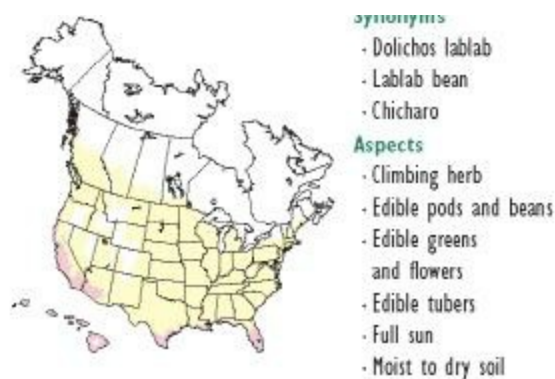 Synonyms
· Dolichos lablab
· Lablab bean
· Chicharo
Aspects
· Climbing herb
· Edible pods and beans
· Edible greens
and flowers
· Edible tubers
· Full sun
· Moist to dry soil